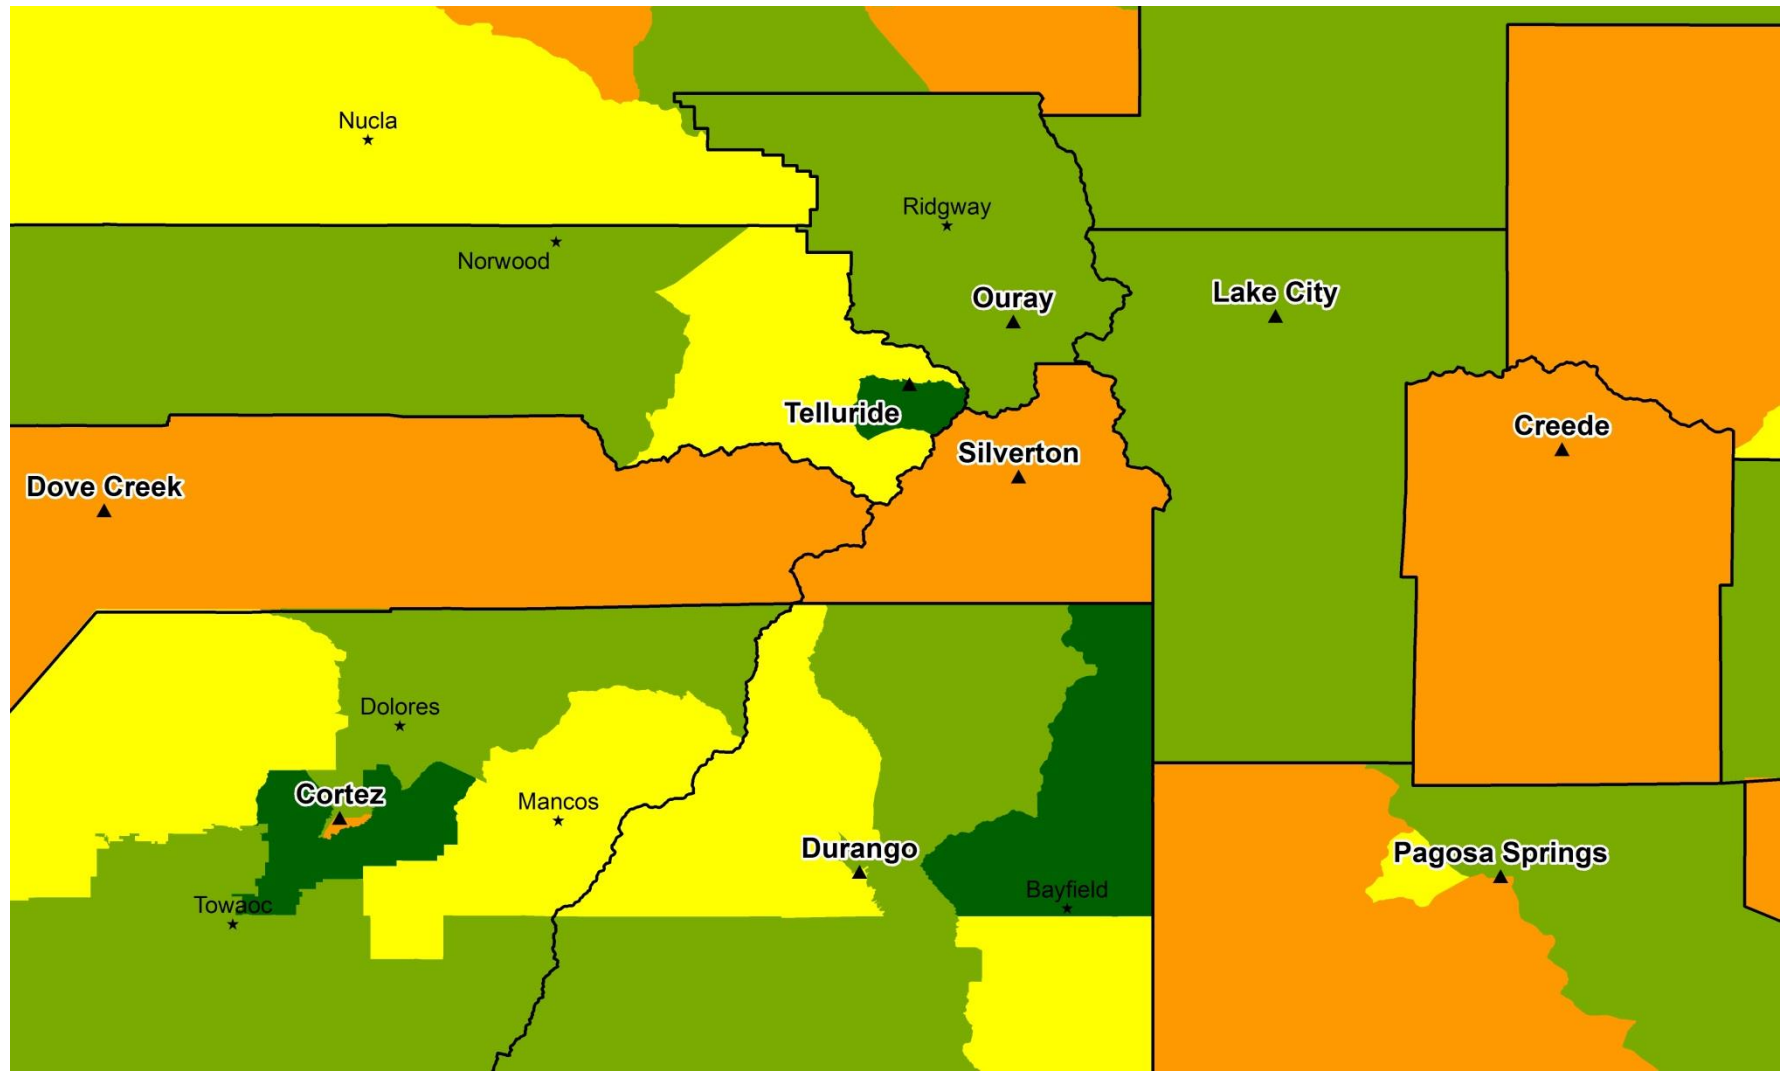 Nucla
Ridgway
Norwood
Ouray
Lake City
Telluride
Creede
Silverton
Dove Creek
Dolores
Cortez
Mancos
Durango
Pagosa Springs
Bayfield
Towaoc